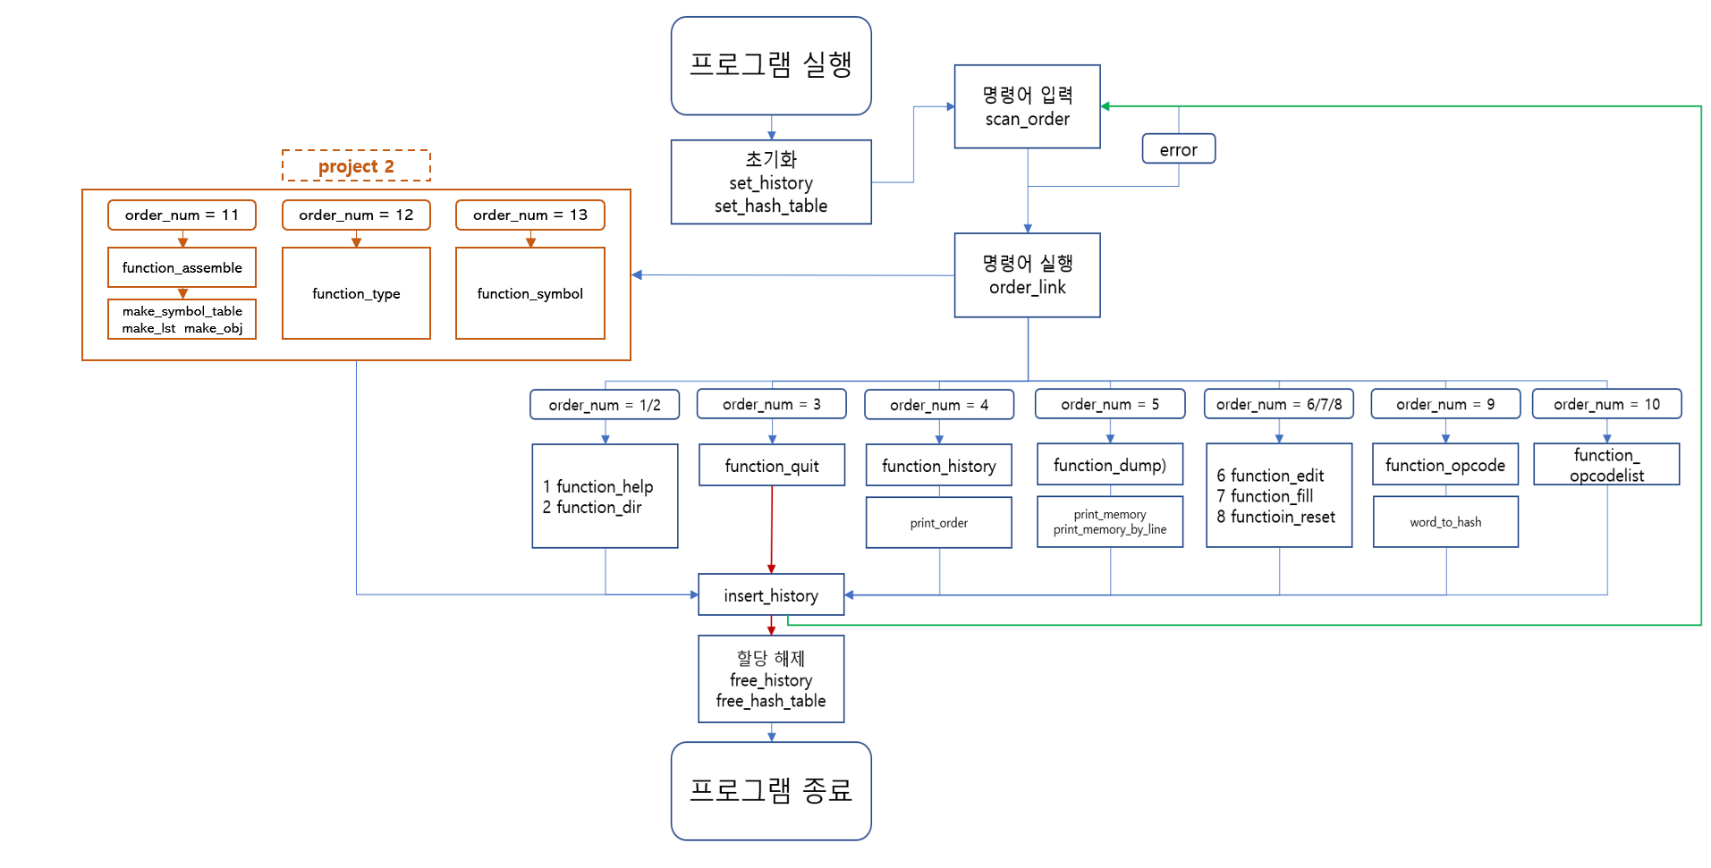 프로그램 실행
명령어 입력
scan_order
error
초기화
set_history
set_hash_table
project 2
order_num = 11
order_num = 12
order_num = 13
function_assemble
make_symbol_table
make_lst make_obj
function_type
function_symbol
명령어 실행
order_link
order_num = 1/2
order_num = 3
order_num = 4
order_num = 5
order_num = 6/7/8
order_num = 9
order_num = 10
1 function_help
2 function_dir
function_quit
function_history
print_order
function_dump)
print_memory
print_memory_by_line
6 function_edit
7 function_fill
8 functioin_reset
function_opcode
word_to_hash
function_
opcodelist
insert_history
할당 해제
free_history
free_hash_table
프로그램 종료